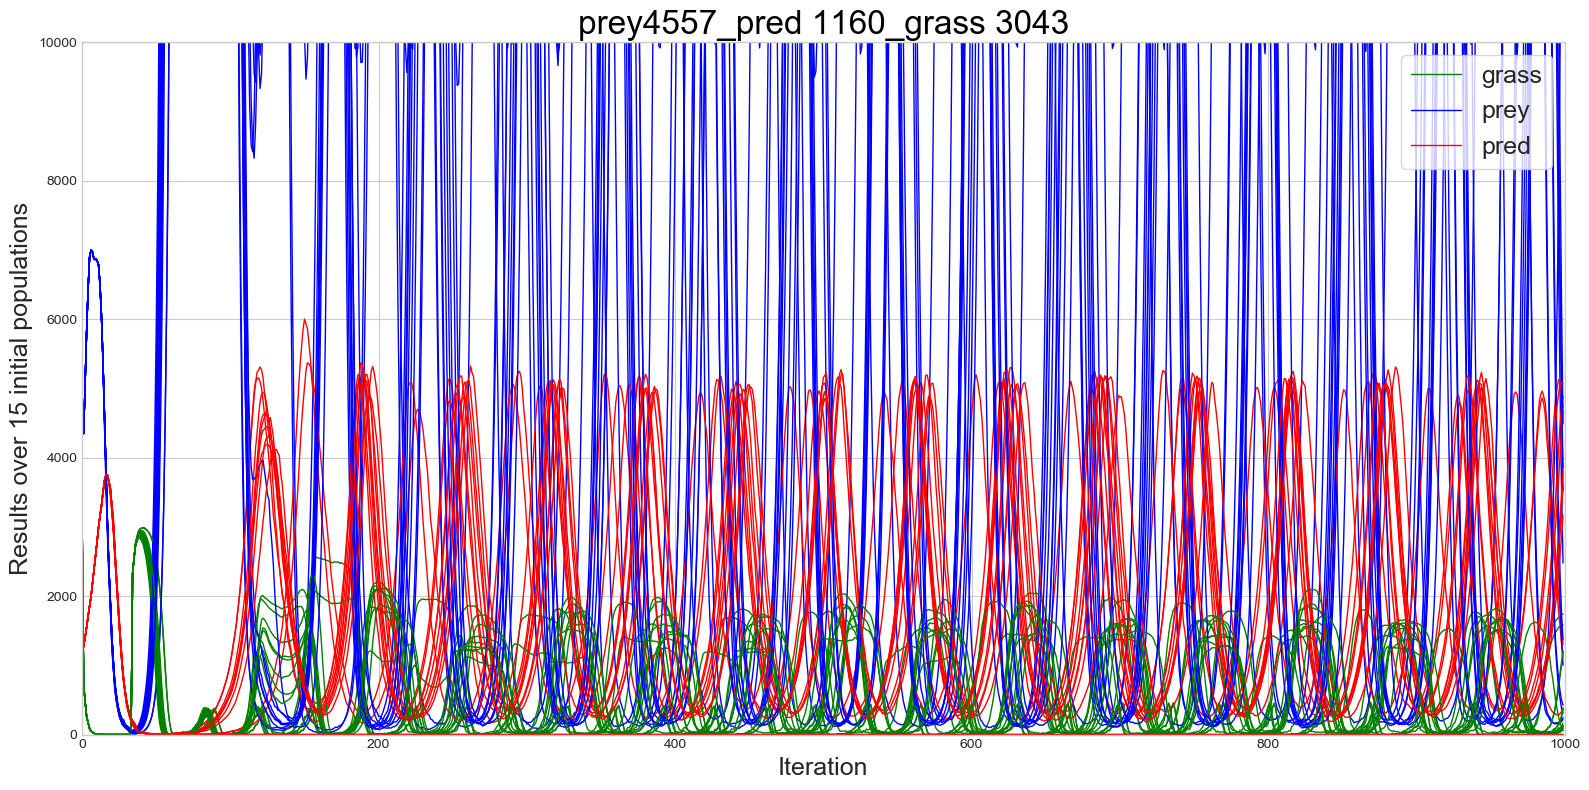 prey4557_pred 1160_grass 3043
10000
8000
6000
4000
2000
0
Results over 15 initial populations
grass
prey
pred
0 200 400 600 800 1000
Iteration